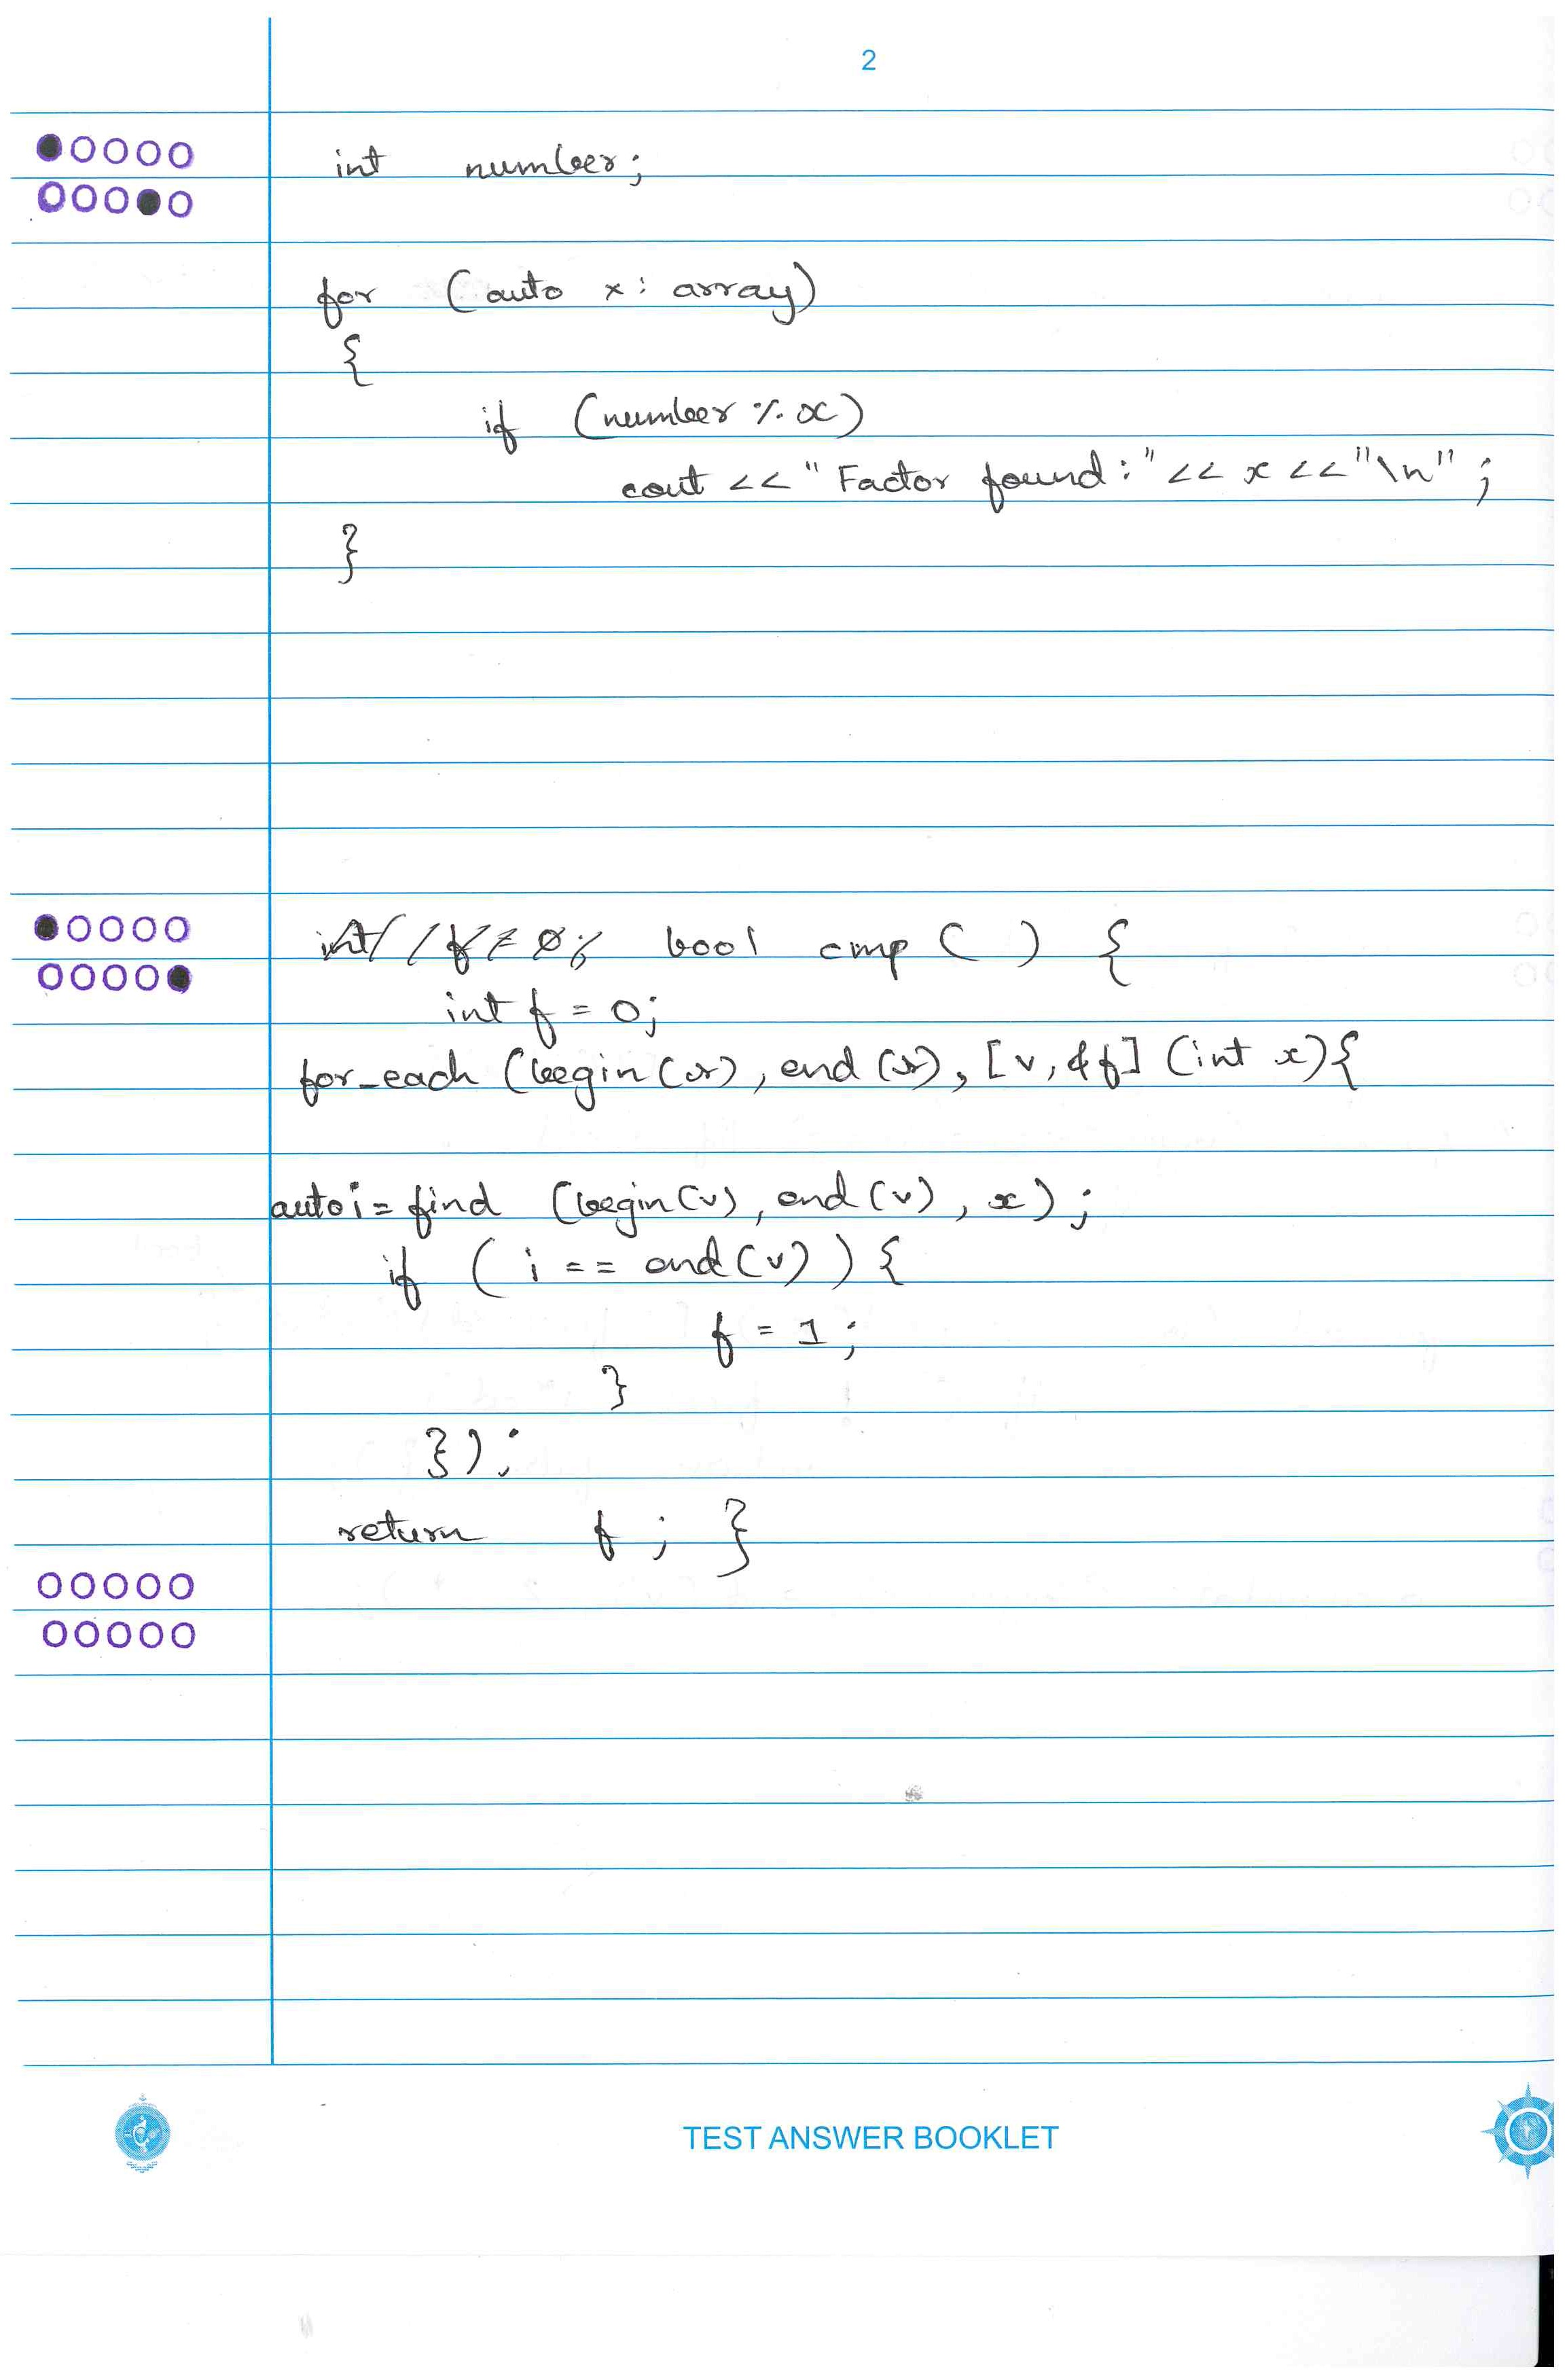 2
int number;
for (auto x: array)
{
if (number % x)
cout << "Factor found:" << x << "\n";
}
bool cmp ( ) {
int f = 0;
for_each (begin(s), end(s), [v, &f] (int x){
auto i = find (begin(v), end(v), x);
if ( i == end(v) ) {
f = 1;
}
});
return f; }
TEST ANSWER BOOKLET